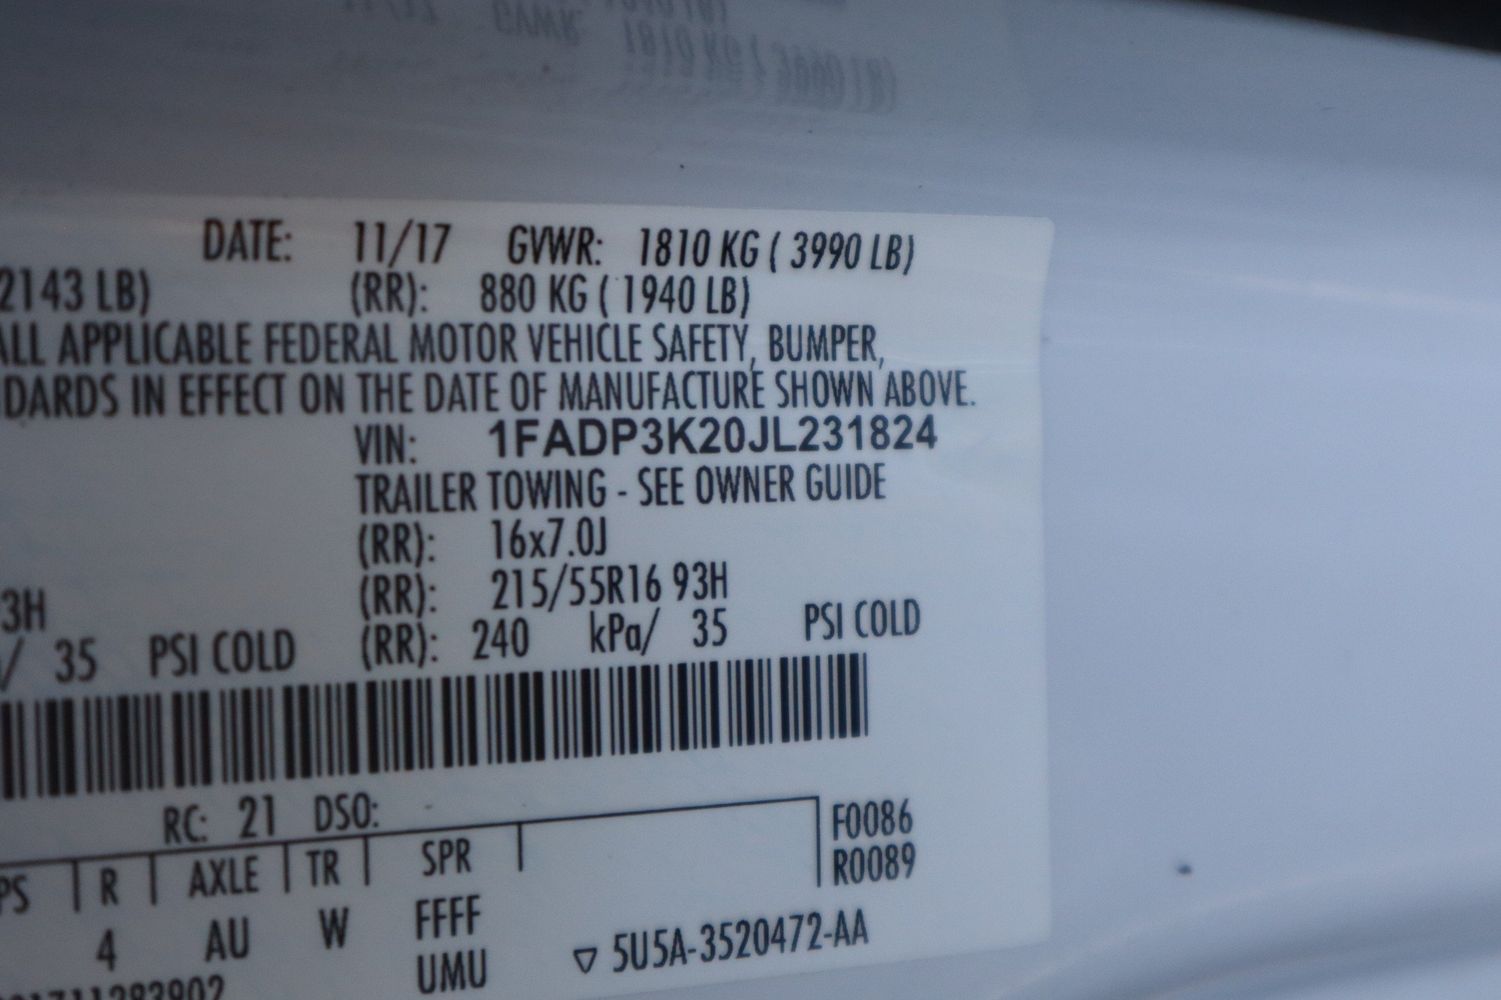 DATE: 11/17 GVWR: 1810 KG ( 3990 LB)
2143 LB) (RR): 880 KG ( 1940 LB)
ALL APPLICABLE FEDERAL MOTOR VEHICLE SAFETY, BUMPER,
DARDS IN EFFECT ON THE DATE OF MANUFACTURE SHOWN ABOVE.
VIN: 1FADP3K20JL231824
TRAILER TOWING - SEE OWNER GUIDE
(RR): 16x7.0J
3H (RR): 215/55R16 93H
/ 35 PSI COLD (RR): 240 kPa/ 35 PSI COLD
RC: 21 DSO:
F0086
PS R AXLE TR SPR R0089
4 AU W FFFF
UMU ▽ 5U5A-3520472-AA